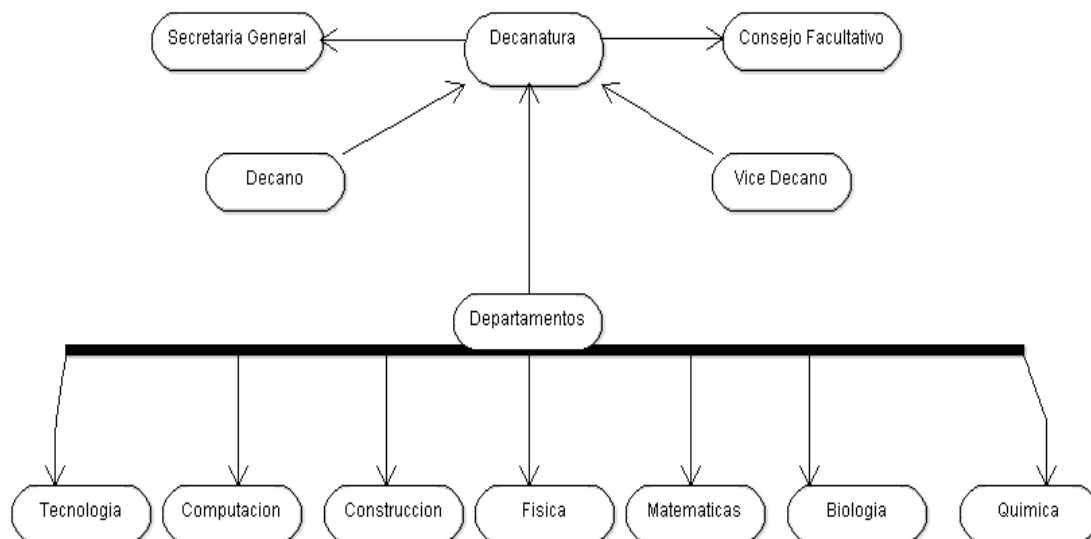 Secretaria General
Decanatura
Consejo Facultativo
Decano
Vice Decano
Departamentos
Tecnologia
Computacion
Construccion
Fisica
Matematicas
Biologia
Quimica